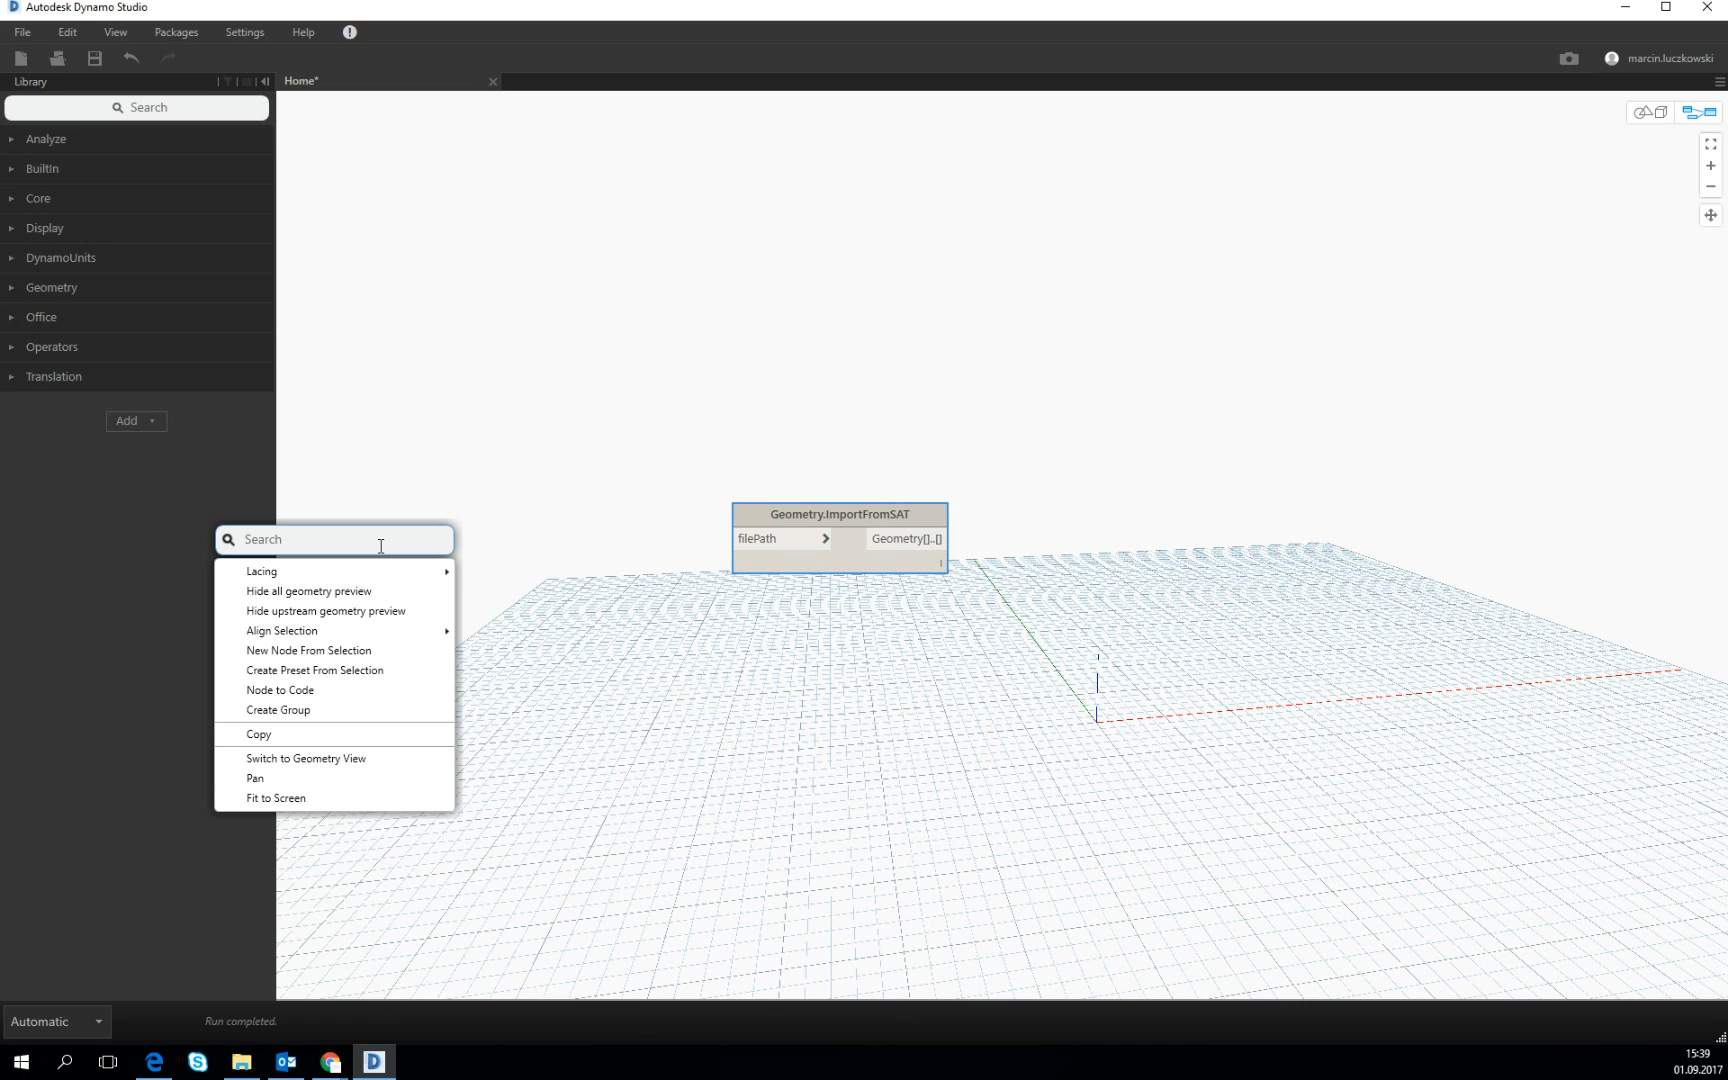 Autodesk Dynamo Studio
File Edit View Packages Settings Help
marcin.luczkowski
Library
Home*
Search
Analyze
BuiltIn
Core
Display
DynamoUnits
Geometry
Office
Operators
Translation
Add
Geometry.ImportFromSAT
filePath > Geometry[]..[]
Search
Lacing
Hide all geometry preview
Hide upstream geometry preview
Align Selection
New Node From Selection
Create Preset From Selection
Node to Code
Create Group
Copy
Switch to Geometry View
Pan
Fit to Screen
Automatic
Run completed.
15:39
01.09.2017